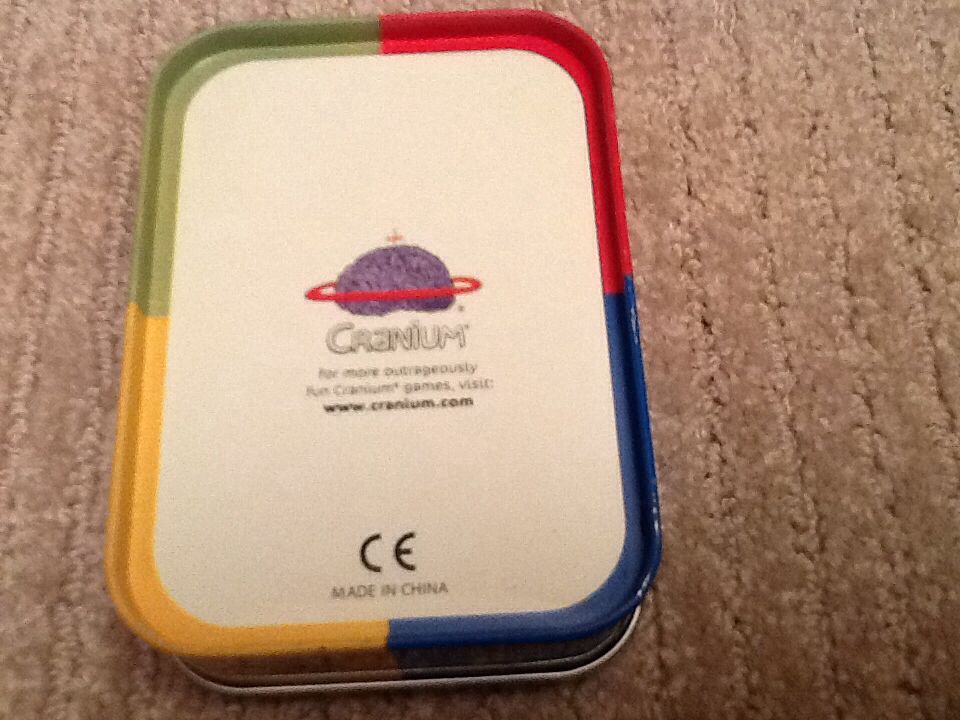 CRANIUM
for more outrageously
fun Cranium® games, visit:
www.cranium.com
CE
MADE IN CHINA